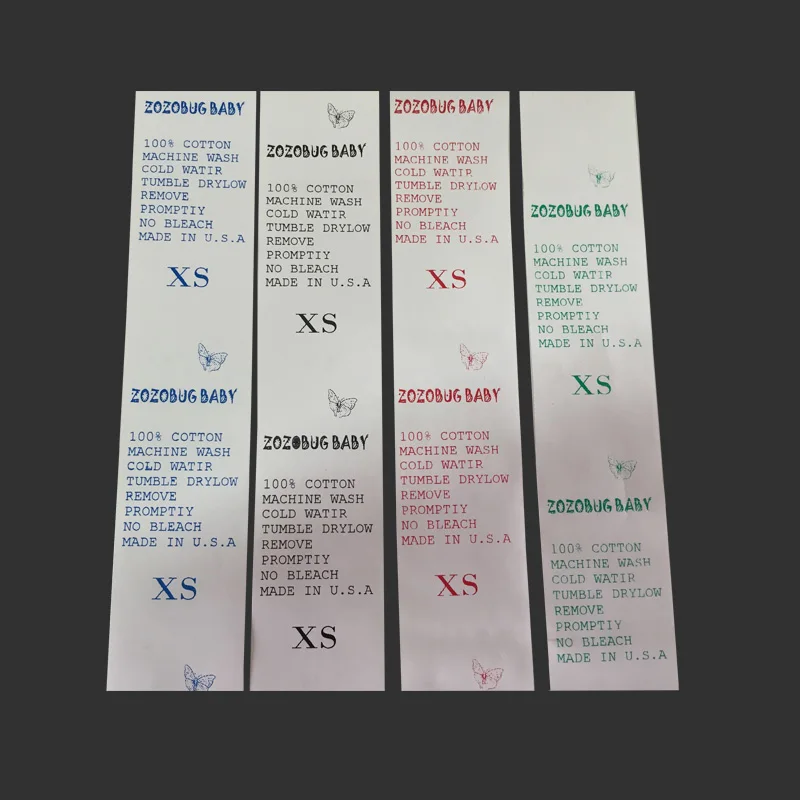 ZOZOBUG BABY
100% COTTON
MACHINE WASH
COLD WATIR
TUMBLE DRYLOW
REMOVE
PROMPTIY
NO BLEACH
MADE IN U.S.A
XS
ZOZOBUG BABY
100% COTTON
MACHINE WASH
COLD WATIR
TUMBLE DRYLOW
REMOVE
PROMPTIY
NO BLEACH
MADE IN U.S.A
XS
ZOZOBUG BABY
100% COTTON
MACHINE WASH
COLD WATIR
TUMBLE DRYLOW
REMOVE
PROMPTIY
NO BLEACH
MADE IN U.S.A
XS
ZOZOBUG BABY
100% COTTON
MACHINE WASH
COLD WATIR
TUMBLE DRYLOW
REMOVE
PROMPTIY
NO BLEACH
MADE IN U.S.A
XS
ZOZOBUG BABY
100% COTTON
MACHINE WASH
COLD WATIR
TUMBLE DRYLOW
REMOVE
PROMPTIY
NO BLEACH
MADE IN U.S.A
XS
ZOZOBUG BABY
100% COTTON
MACHINE WASH
COLD WATIR
TUMBLE DRYLOW
REMOVE
PROMPTIY
NO BLEACH
MADE IN U.S.A
XS
ZOZOBUG BABY
100% COTTON
MACHINE WASH
COLD WATIR
TUMBLE DRYLOW
REMOVE
PROMPTIY
NO BLEACH
MADE IN U.S.A
XS
ZOZOBUG BABY
100% COTTON
MACHINE WASH
COLD WATIR
TUMBLE DRYLOW
REMOVE
PROMPTIY
NO BLEACH
MADE IN U.S.A